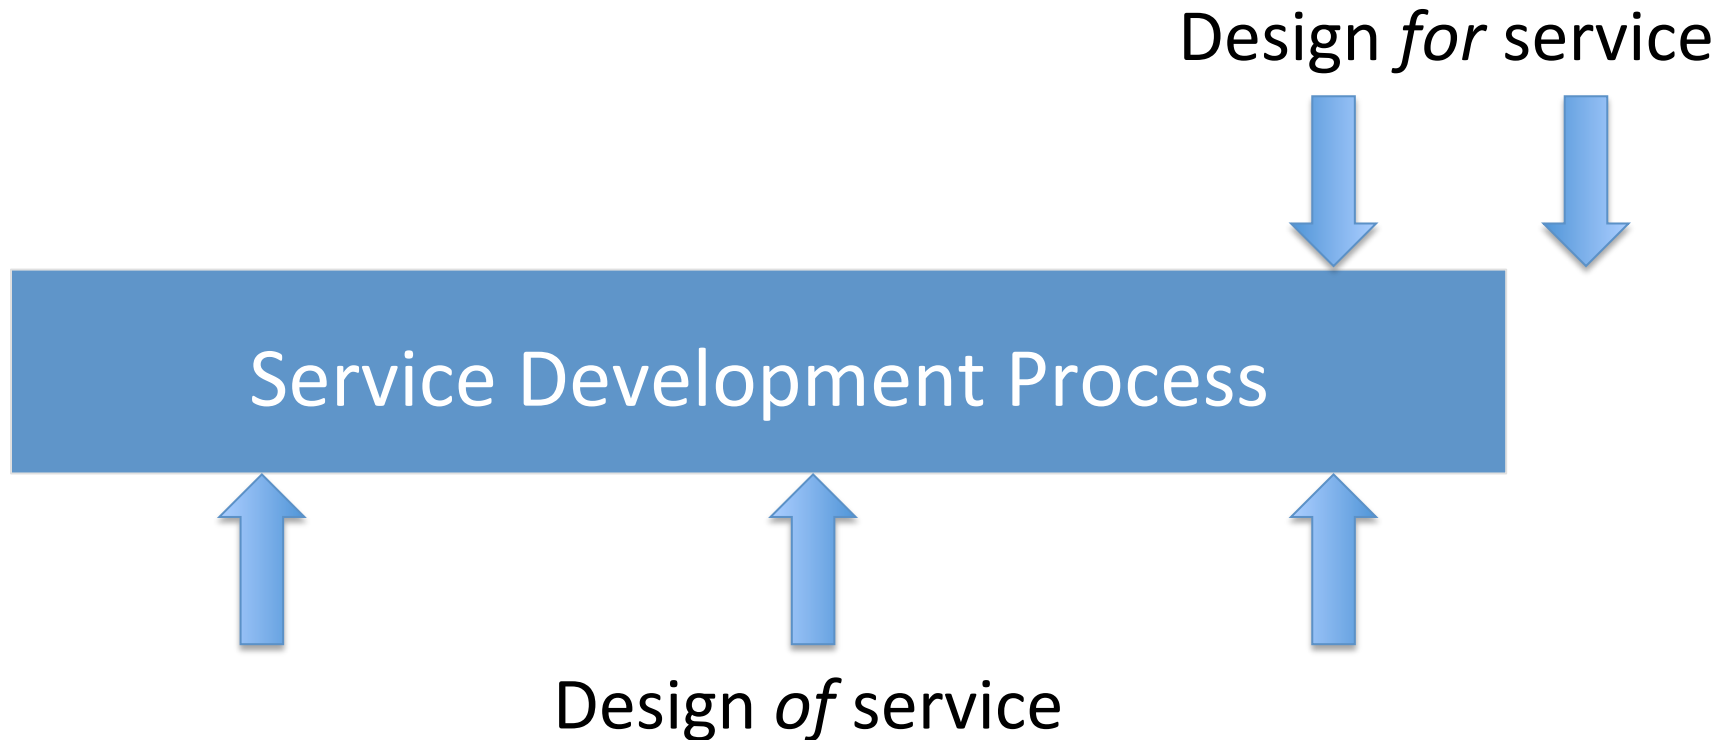 Design for service
Service Development Process
Design of service